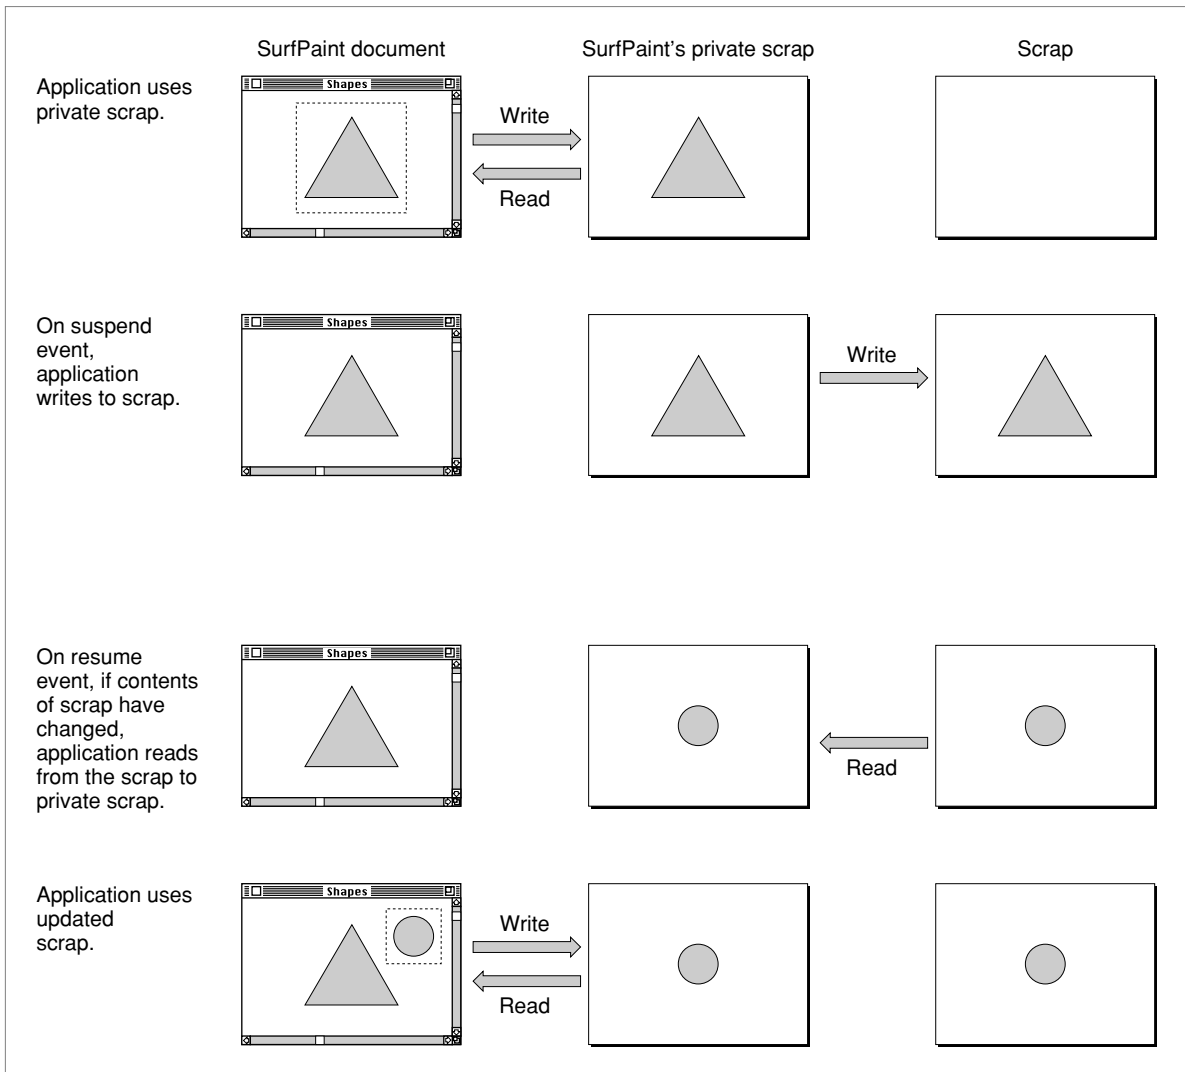 SurfPaint document
SurfPaint's private scrap
Scrap
Application uses
private scrap.
Shapes
Write
Read
On suspend
event,
application
writes to scrap.
Shapes
Write
On resume
event, if contents
of scrap have
changed,
application reads
from the scrap to
private scrap.
Shapes
Read
Application uses
updated
scrap.
Shapes
Write
Read